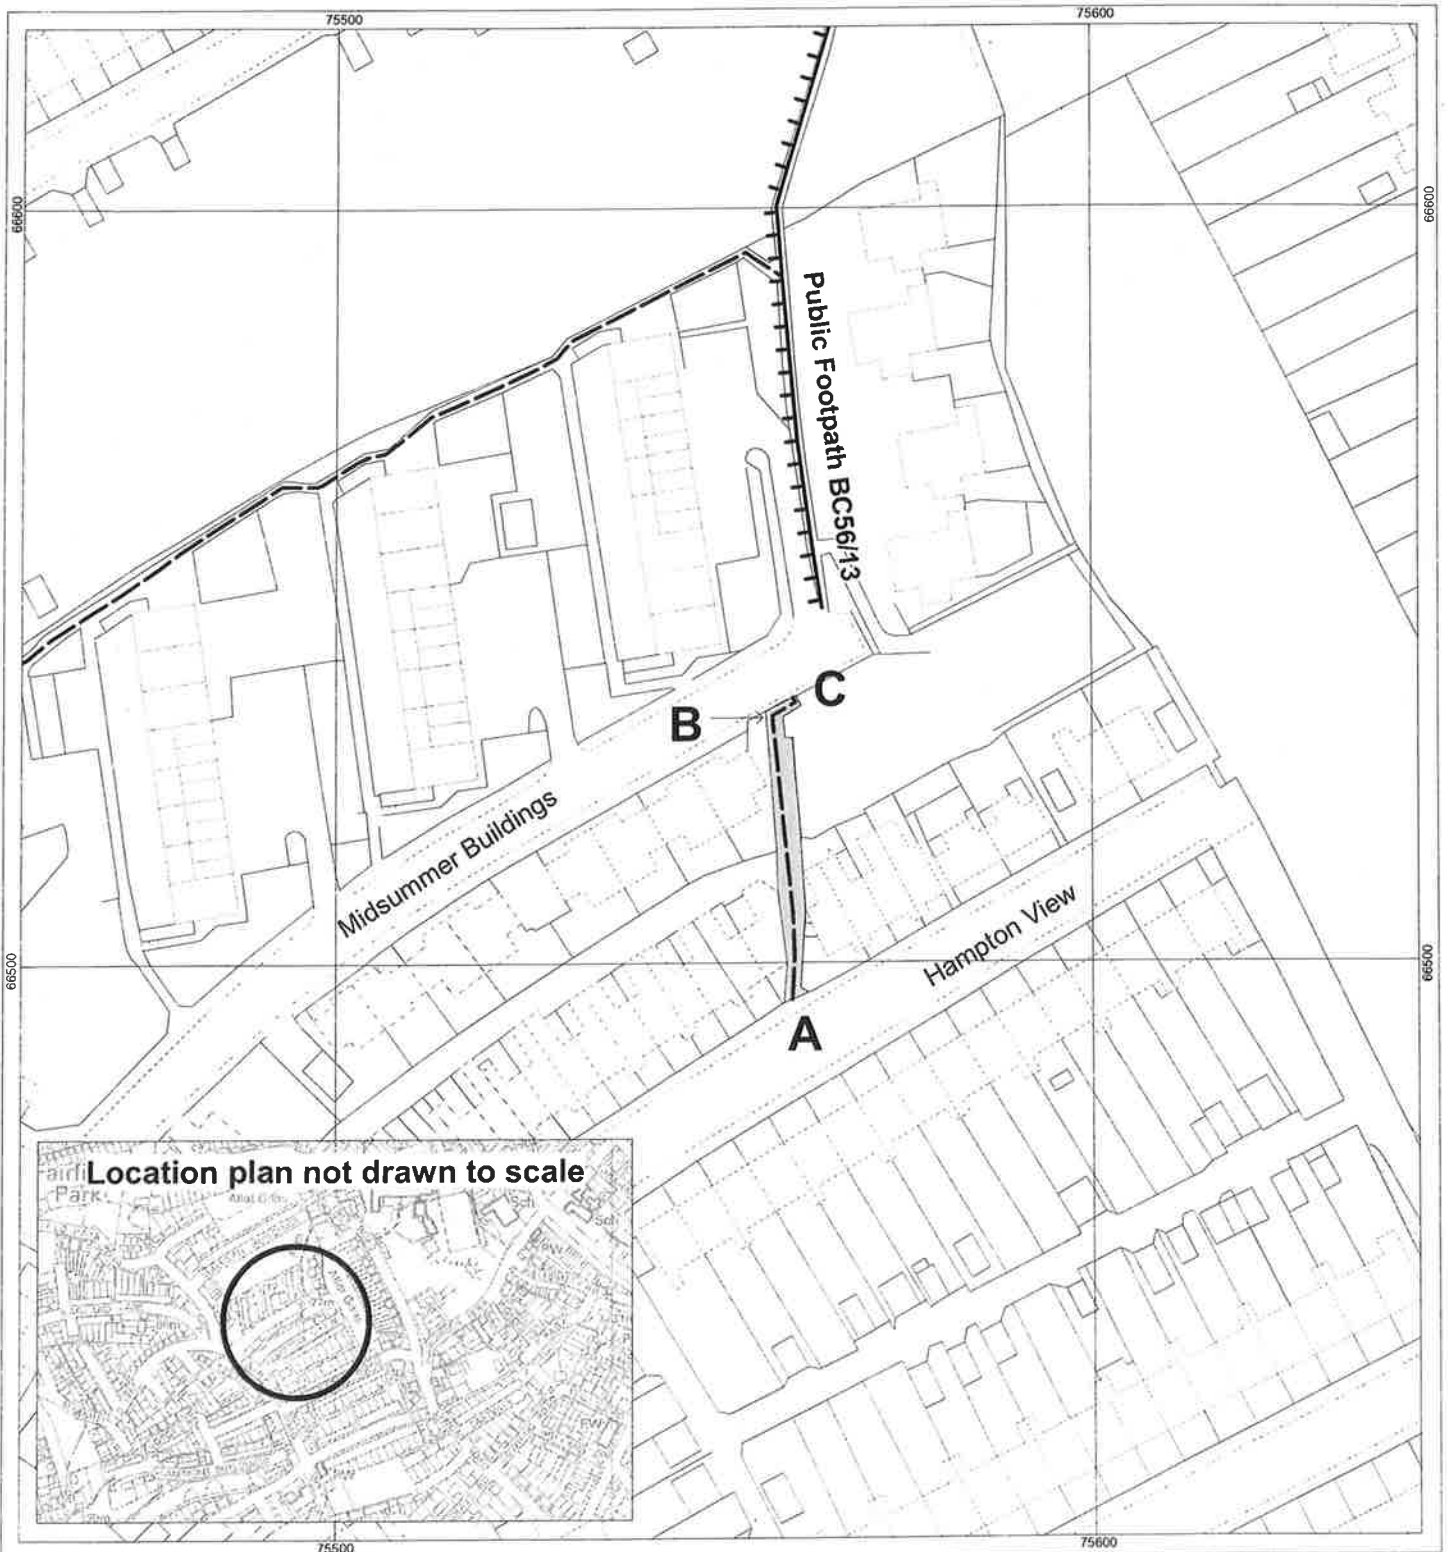 75500
75600
66600
66600
Public Footpath BC56/13
C
B
Midsummer Buildings
Hampton View
66500
66500
A
Location plan not drawn to scale
Park
75500
75600